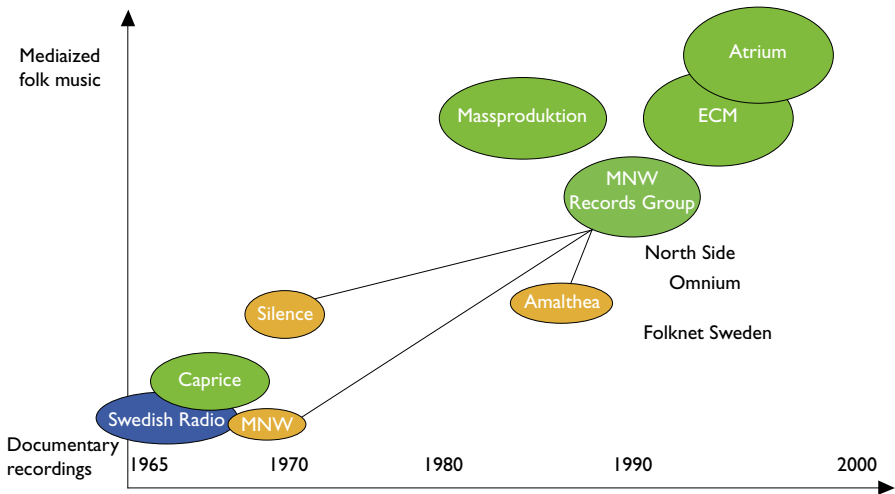 Mediaized
folk music
Atrium
Massproduktion
ECM
MNW
Records Group
North Side
Omnium
Silence
Amalthea
Folknet Sweden
Caprice
Swedish Radio
MNW
Documentary
recordings
1965
1970
1980
1990
2000